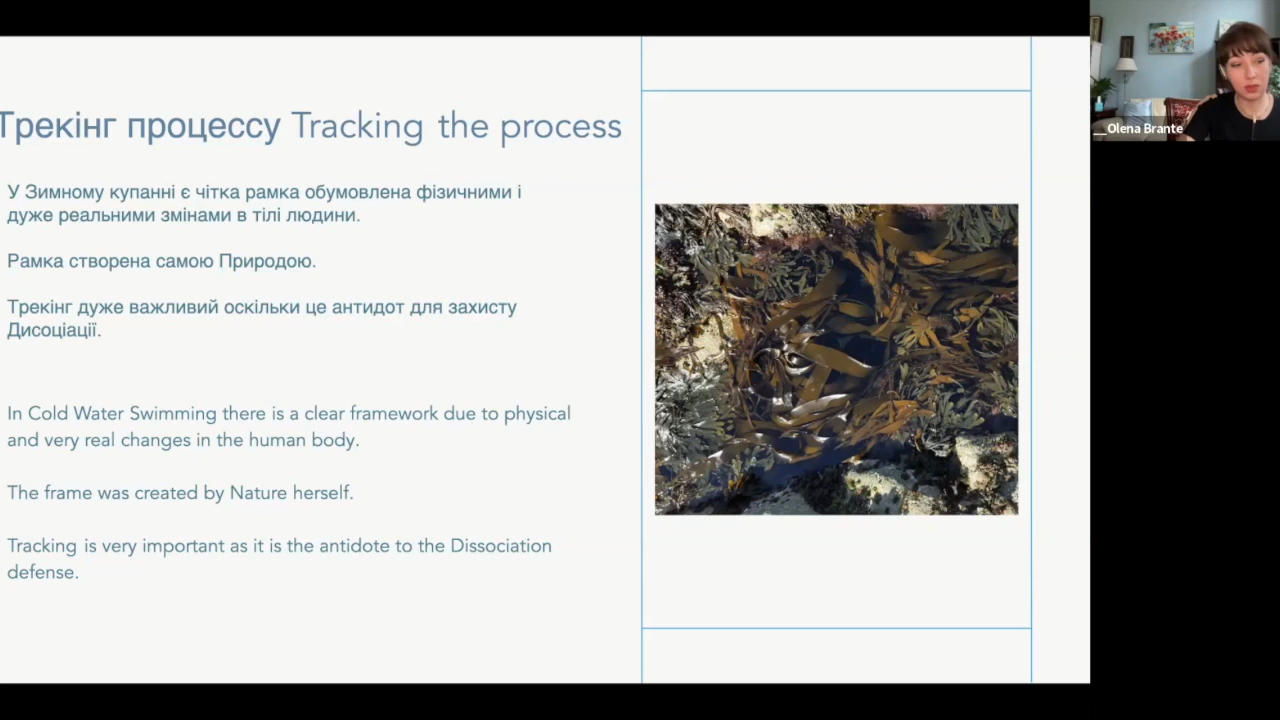 Трекінг процессу Tracking the process
У Зимному купанні є чітка рамка обумовлена фізичними і
дуже реальними змінами в тілі людини.
Рамка створена самою Природою.
Трекінг дуже важливий оскільки це антидот для захисту
Дисоціації.
In Cold Water Swimming there is a clear framework due to physical
and very real changes in the human body.
The frame was created by Nature herself.
Tracking is very important as it is the antidote to the Dissociation
defense.
__Olena Brante